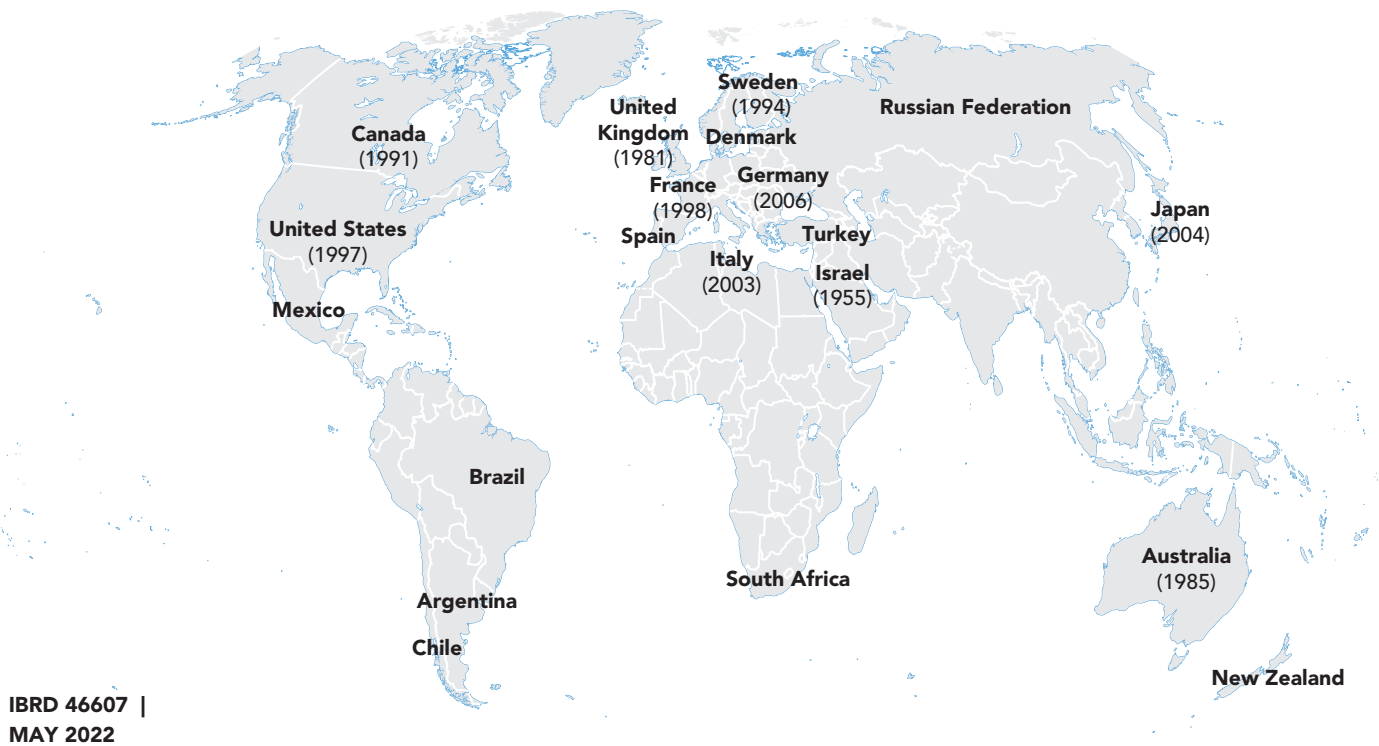 Sweden
(1994)
United
Kingdom
(1981)
Russian Federation
Canada
(1991)
Denmark
Germany
(2006)
France
(1998)
Japan
(2004)
United States
(1997)
Spain
Turkey
Italy
(2003)
Israel
(1955)
Mexico
Brazil
South Africa
Australia
(1985)
Argentina
Chile
New Zealand
IBRD 46607 |
MAY 2022